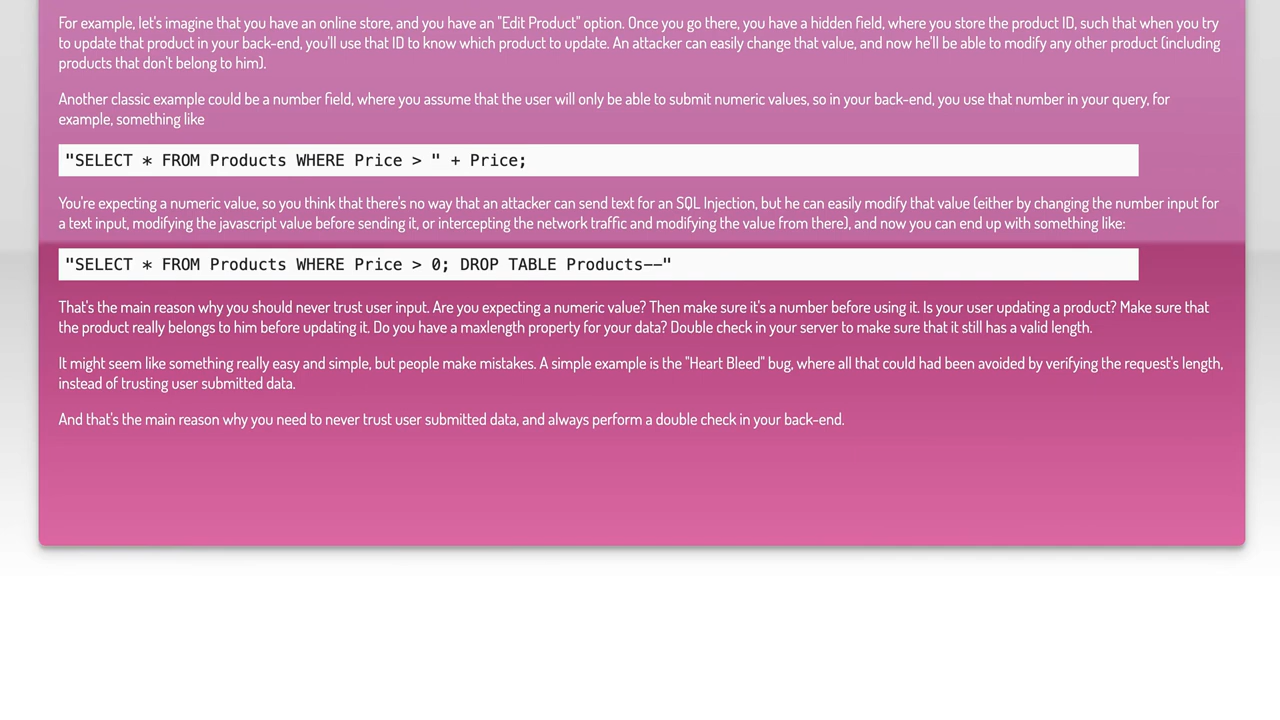 For example, let's imagine that you have an online store, and you have an "Edit Product" option. Once you go there, you have a hidden field, where you store the product ID, such that when you try
to update that product in your back-end, you'll use that ID to know which product to update. An attacker can easily change that value, and now he'll be able to modify any other product (including
products that don't belong to him).
Another classic example could be a number field, where you assume that the user will only be able to submit numeric values, so in your back-end, you use that number in your query, for
example, something like
"SELECT * FROM Products WHERE Price > " + Price;
You're expecting a numeric value, so you think that there's no way that an attacker can send text for an SQL Injection, but he can easily modify that value (either by changing the number input for
a text input, modifying the javascript value before sending it, or intercepting the network traffic and modifying the value from there), and now you can end up with something like:
"SELECT * FROM Products WHERE Price > 0; DROP TABLE Products--"
That's the main reason why you should never trust user input. Are you expecting a numeric value? Then make sure it's a number before using it. Is your user updating a product? Make sure that
the product really belongs to him before updating it. Do you have a maxlength property for your data? Double check in your server to make sure that it still has a valid length.
It might seem like something really easy and simple, but people make mistakes. A simple example is the "Heart Bleed" bug, where all that could had been avoided by verifying the request's length,
instead of trusting user submitted data.
And that's the main reason why you need to never trust user submitted data, and always perform a double check in your back-end.